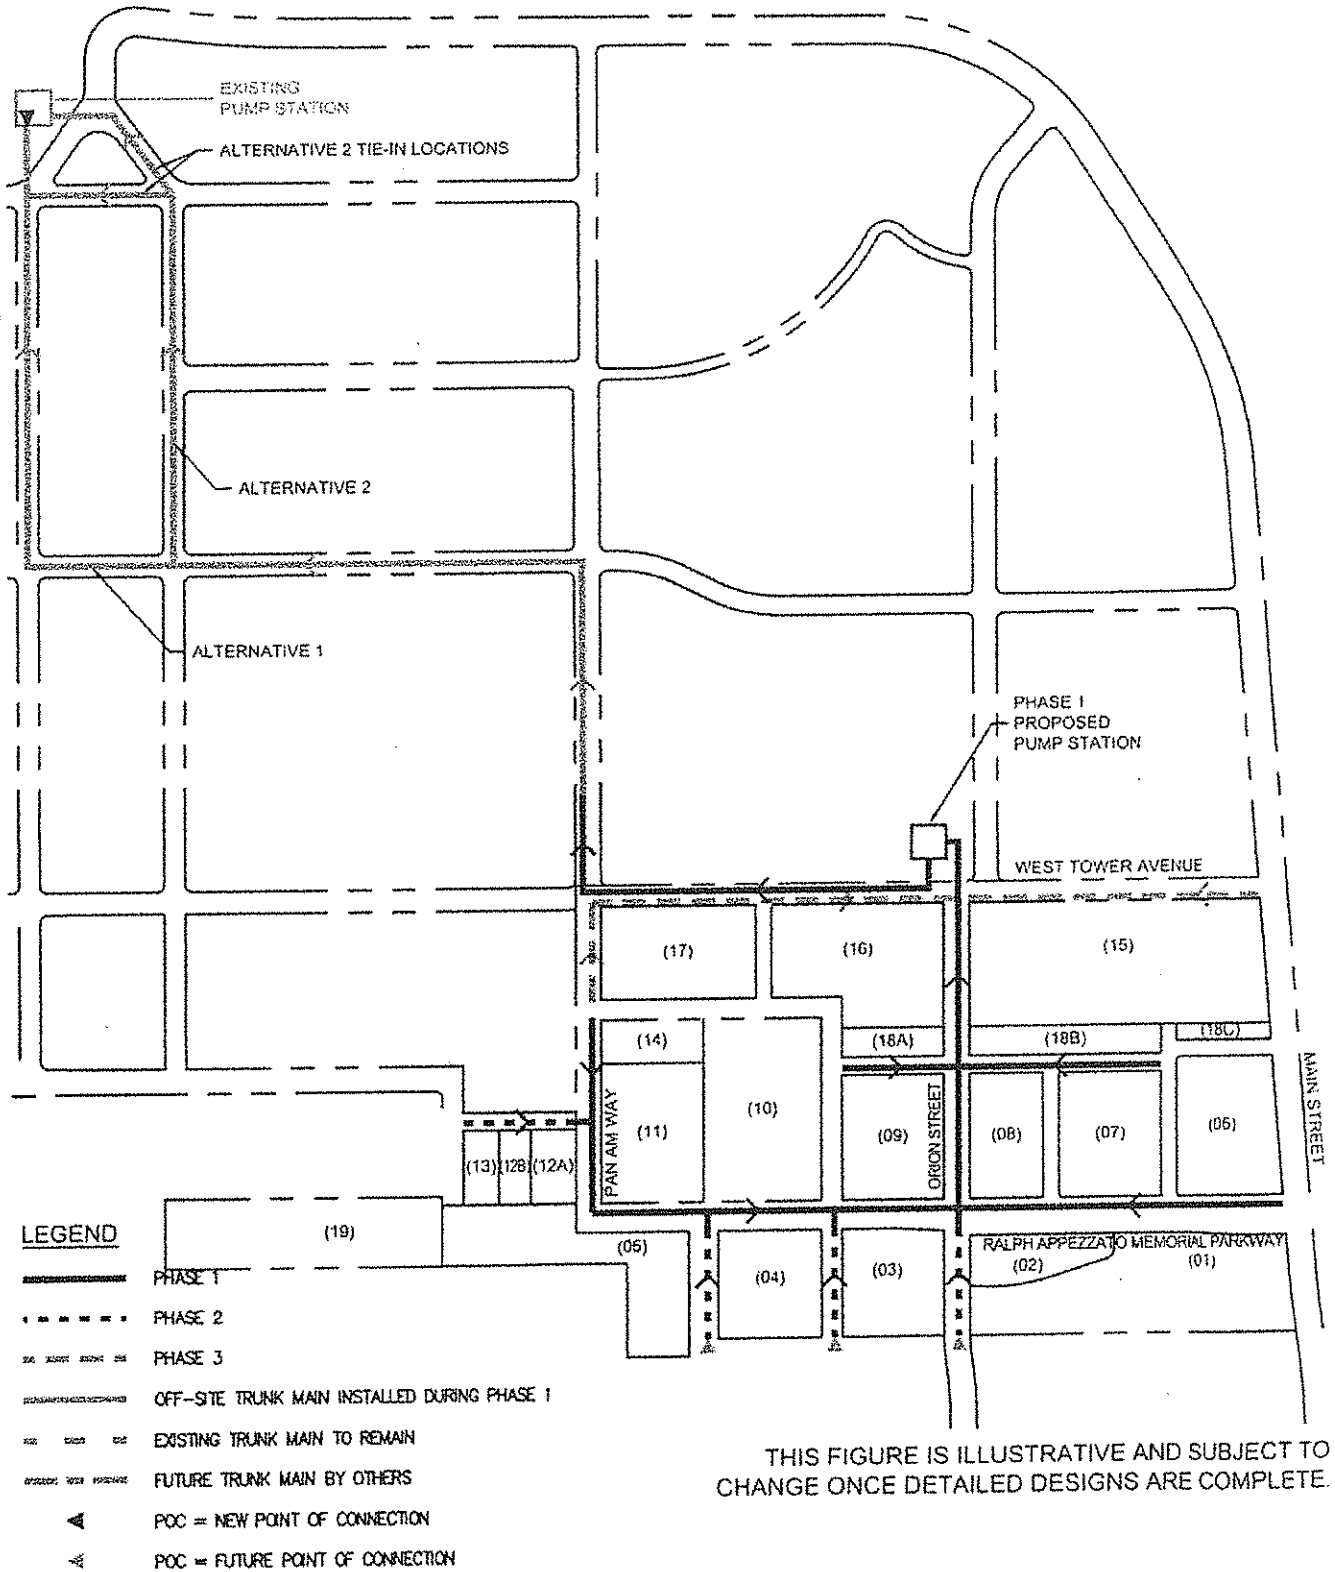 EXISTING
PUMP STATION
ALTERNATIVE 2 TIE-IN LOCATIONS
ALTERNATIVE 2
ALTERNATIVE 1
PHASE 1
PROPOSED
PUMP STATION
WEST TOWER AVENUE
(17)
(16)
(15)
(14)
(18A)
(18B)
(18C)
MAIN STREET
PAN AM WAY
(11)
(10)
(09)
ORION STREET
(08)
(07)
(06)
(13)
(12B)
(12A)
(19)
(05)
(04)
(03)
RALPH APPEZZATO MEMORIAL PARKWAY
(02)
(01)
LEGEND
PHASE 1
PHASE 2
PHASE 3
OFF-SITE TRUNK MAIN INSTALLED DURING PHASE 1
EXISTING TRUNK MAIN TO REMAIN
FUTURE TRUNK MAIN BY OTHERS
POC = NEW POINT OF CONNECTION
POC = FUTURE POINT OF CONNECTION
THIS FIGURE IS ILLUSTRATIVE AND SUBJECT TO
CHANGE ONCE DETAILED DESIGNS ARE COMPLETE.